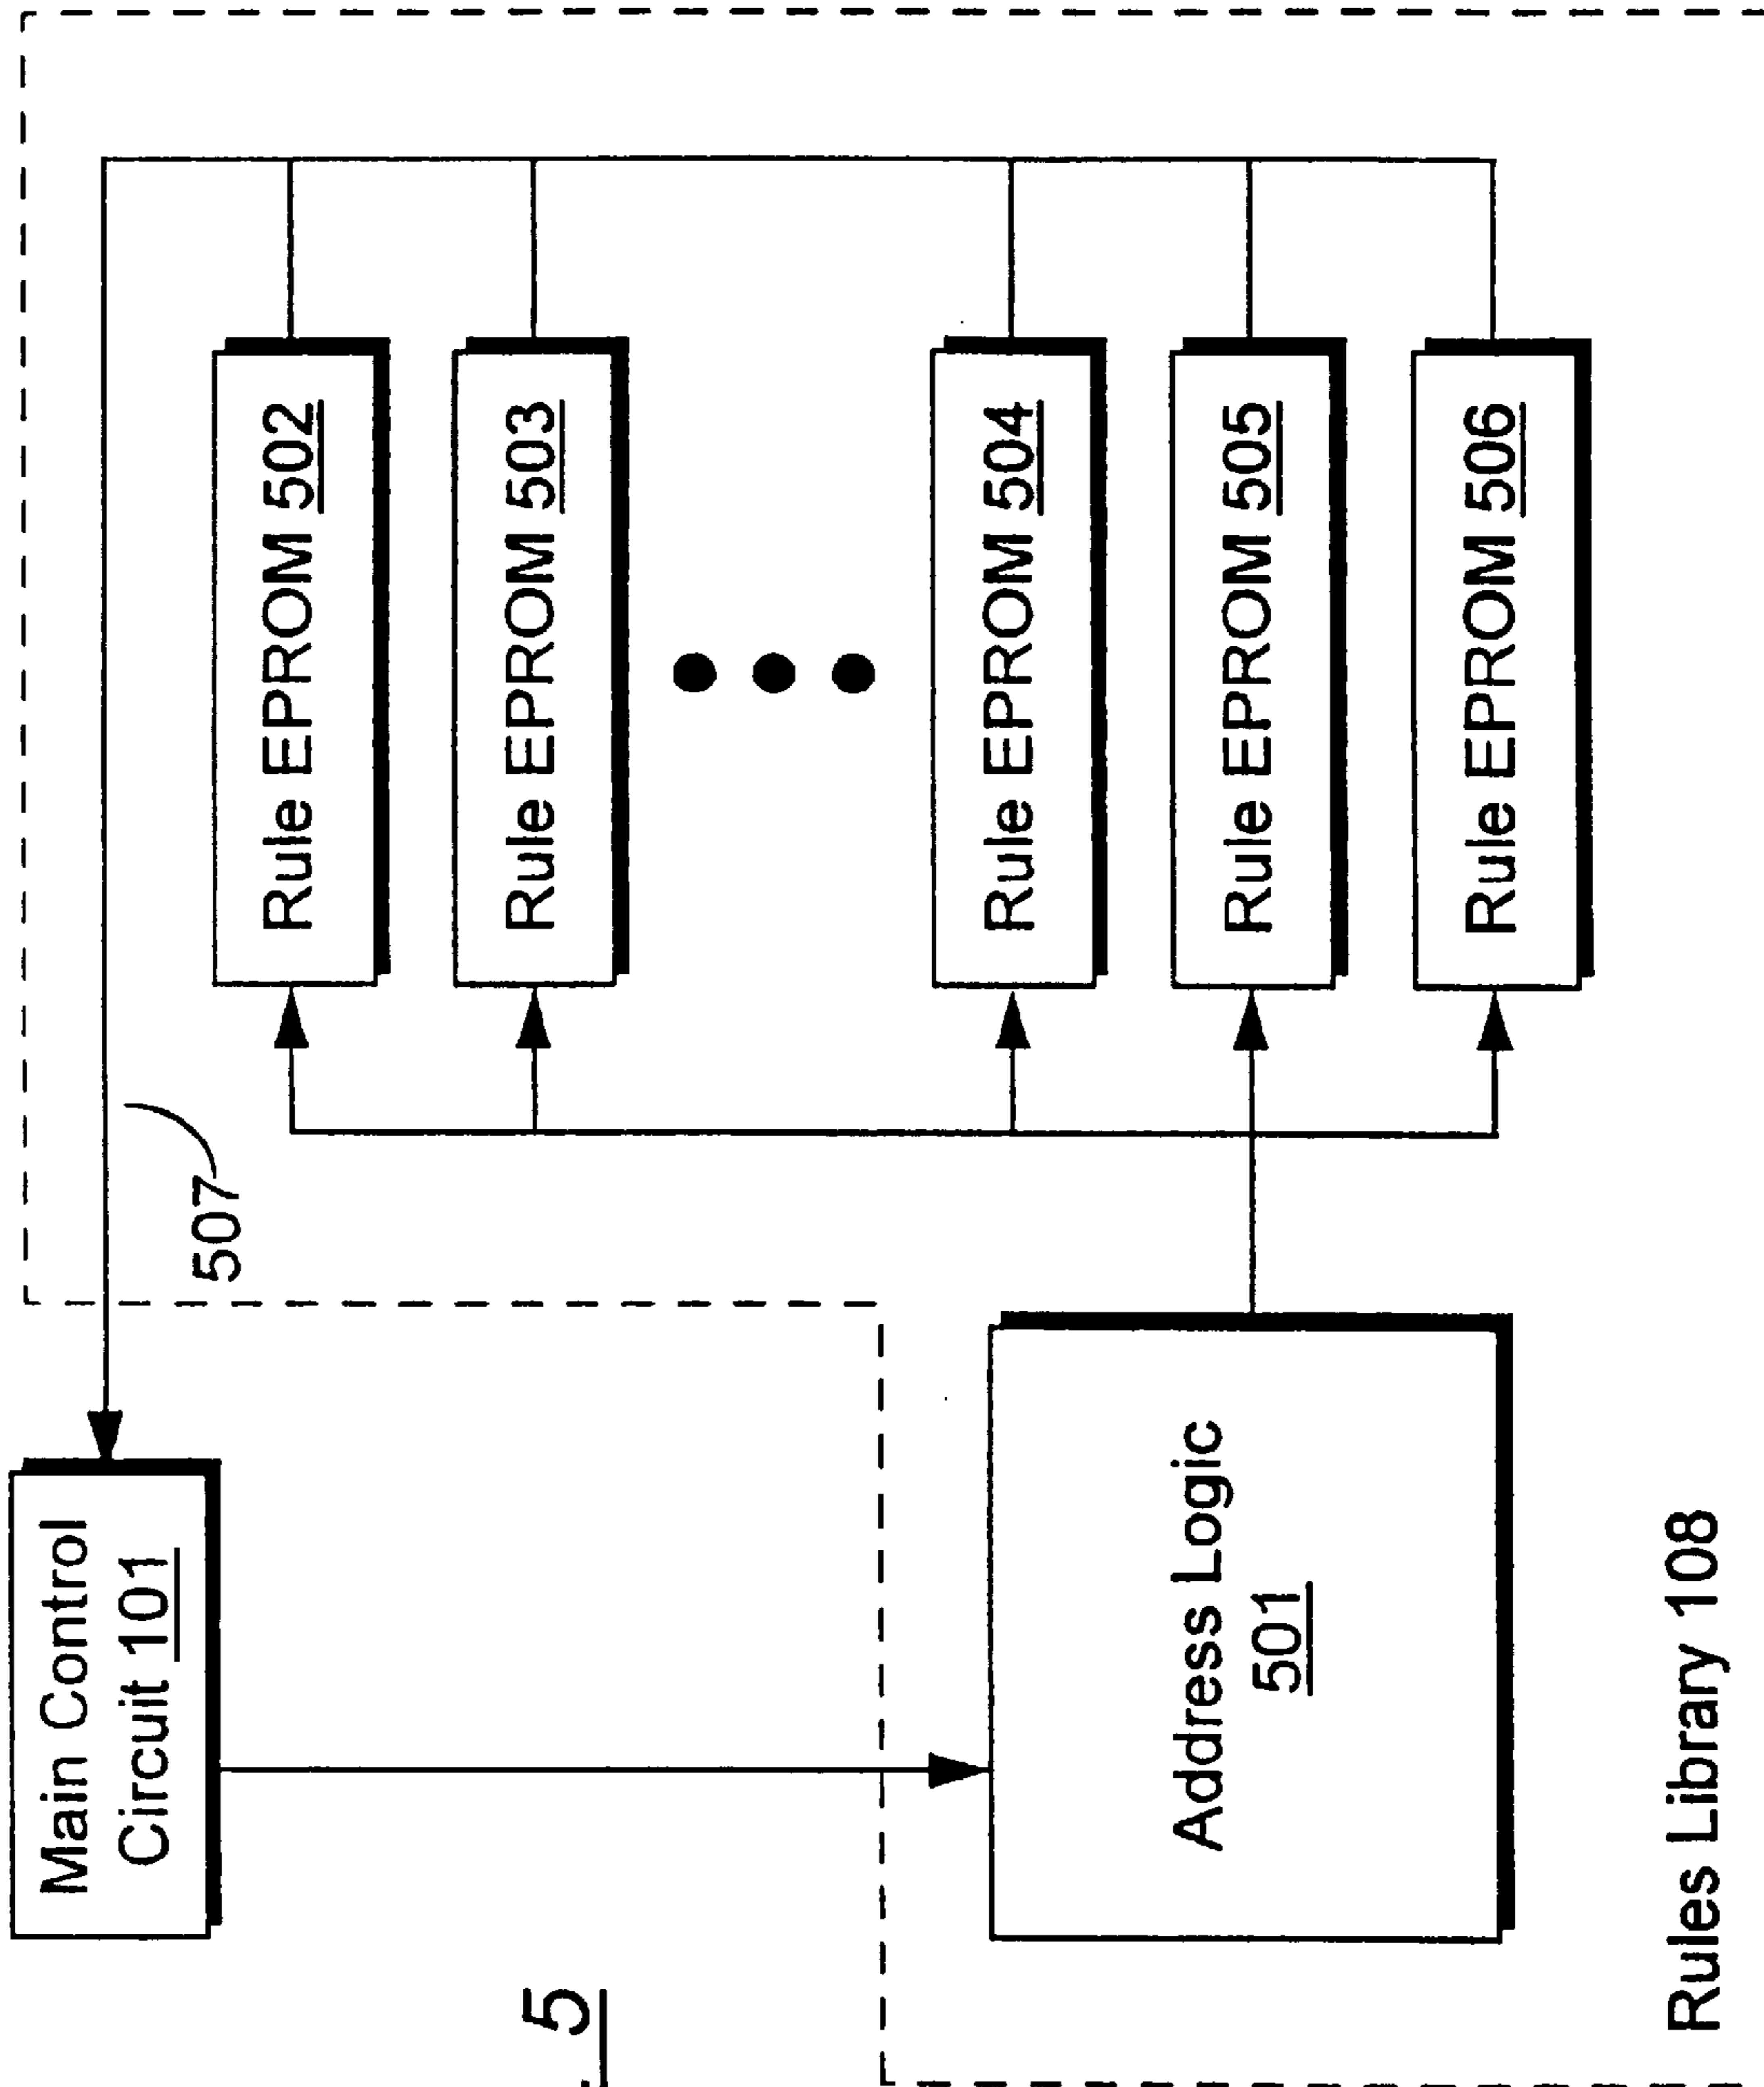 5
Main Control
Circuit 101
507
Rule EPROM 502
Rule EPROM 503
Rule EPROM 504
Rule EPROM 505
Rule EPROM 506
Address Logic
501
Rules Library 108